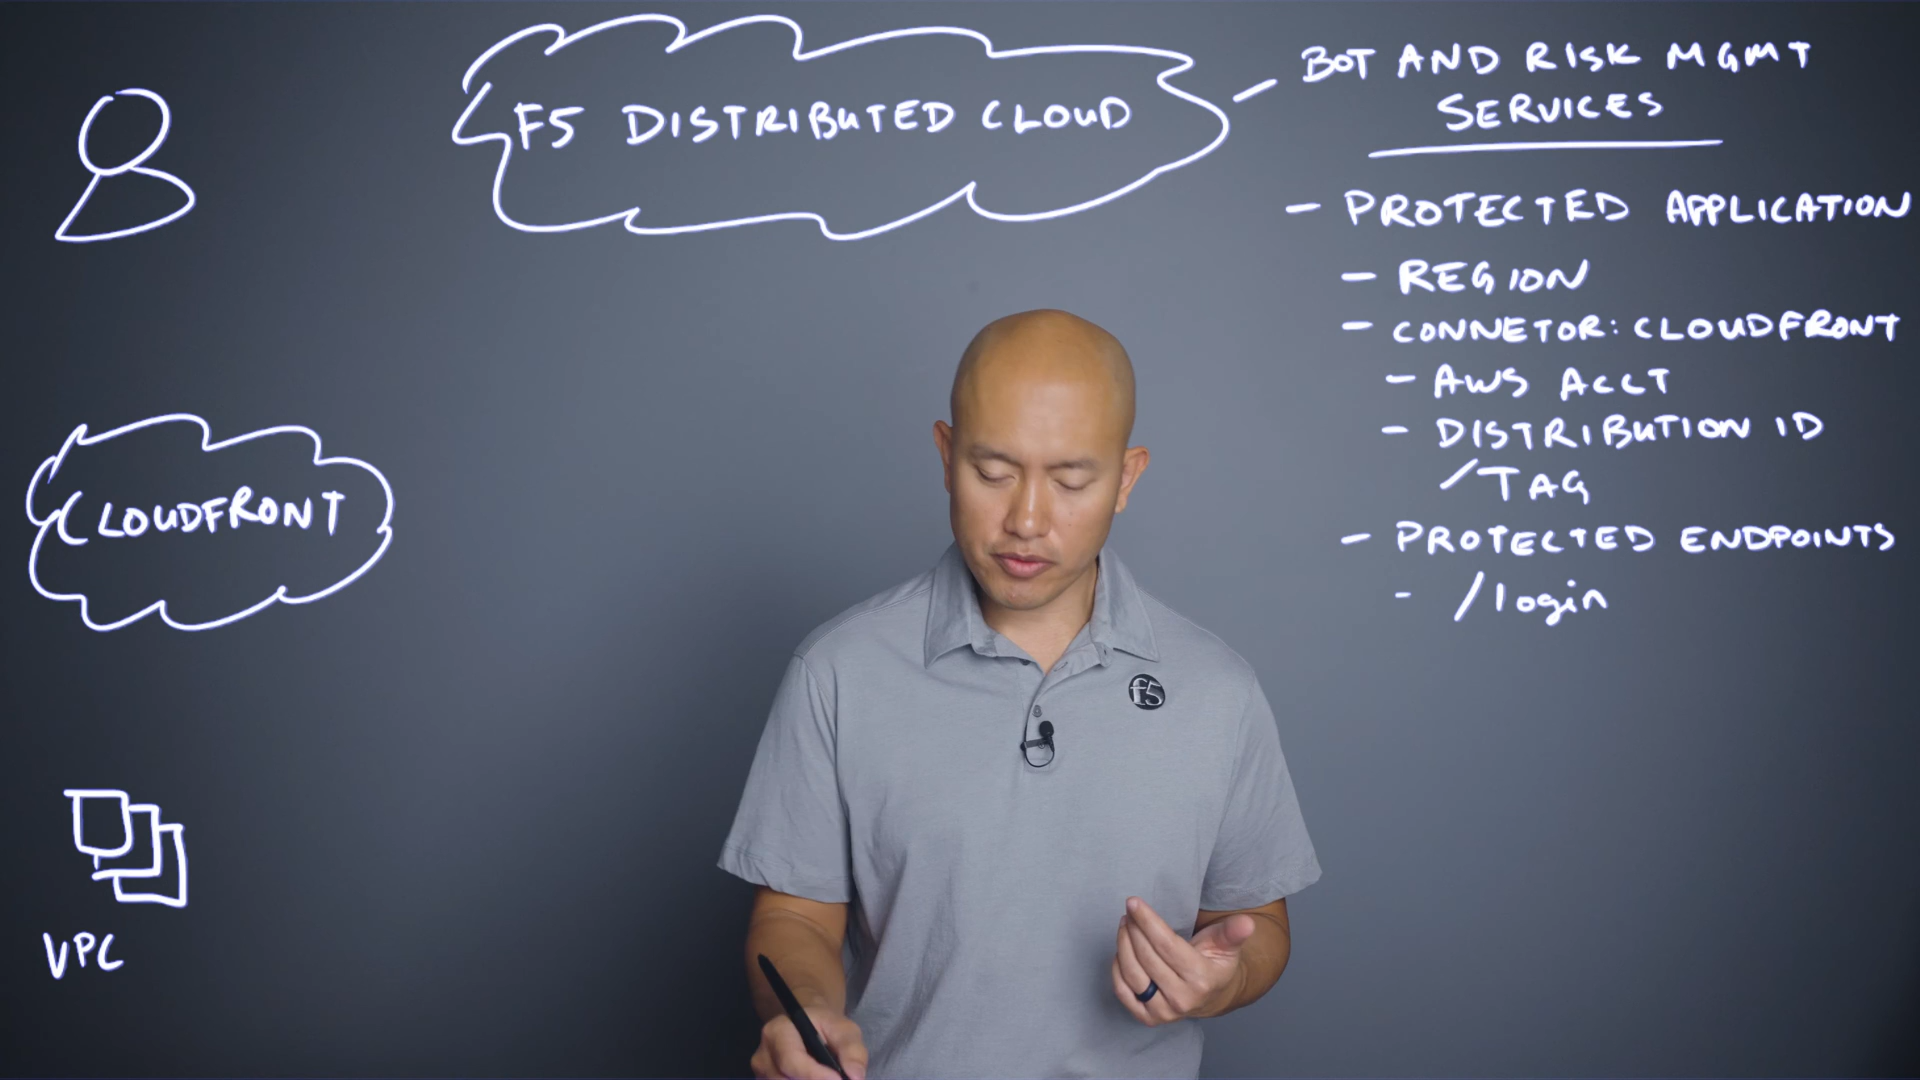 F5 DISTRIBUTED CLOUD
BOT AND RISK MGMT
SERVICES
- PROTECTED APPLICATION
- REGION
- CONNETOR: CLOUDFRONT
- AWS ACCT
- DISTRIBUTION ID
/TAG
- PROTECTED ENDPOINTS
- /login
CLOUDFRONT
f5
VPC